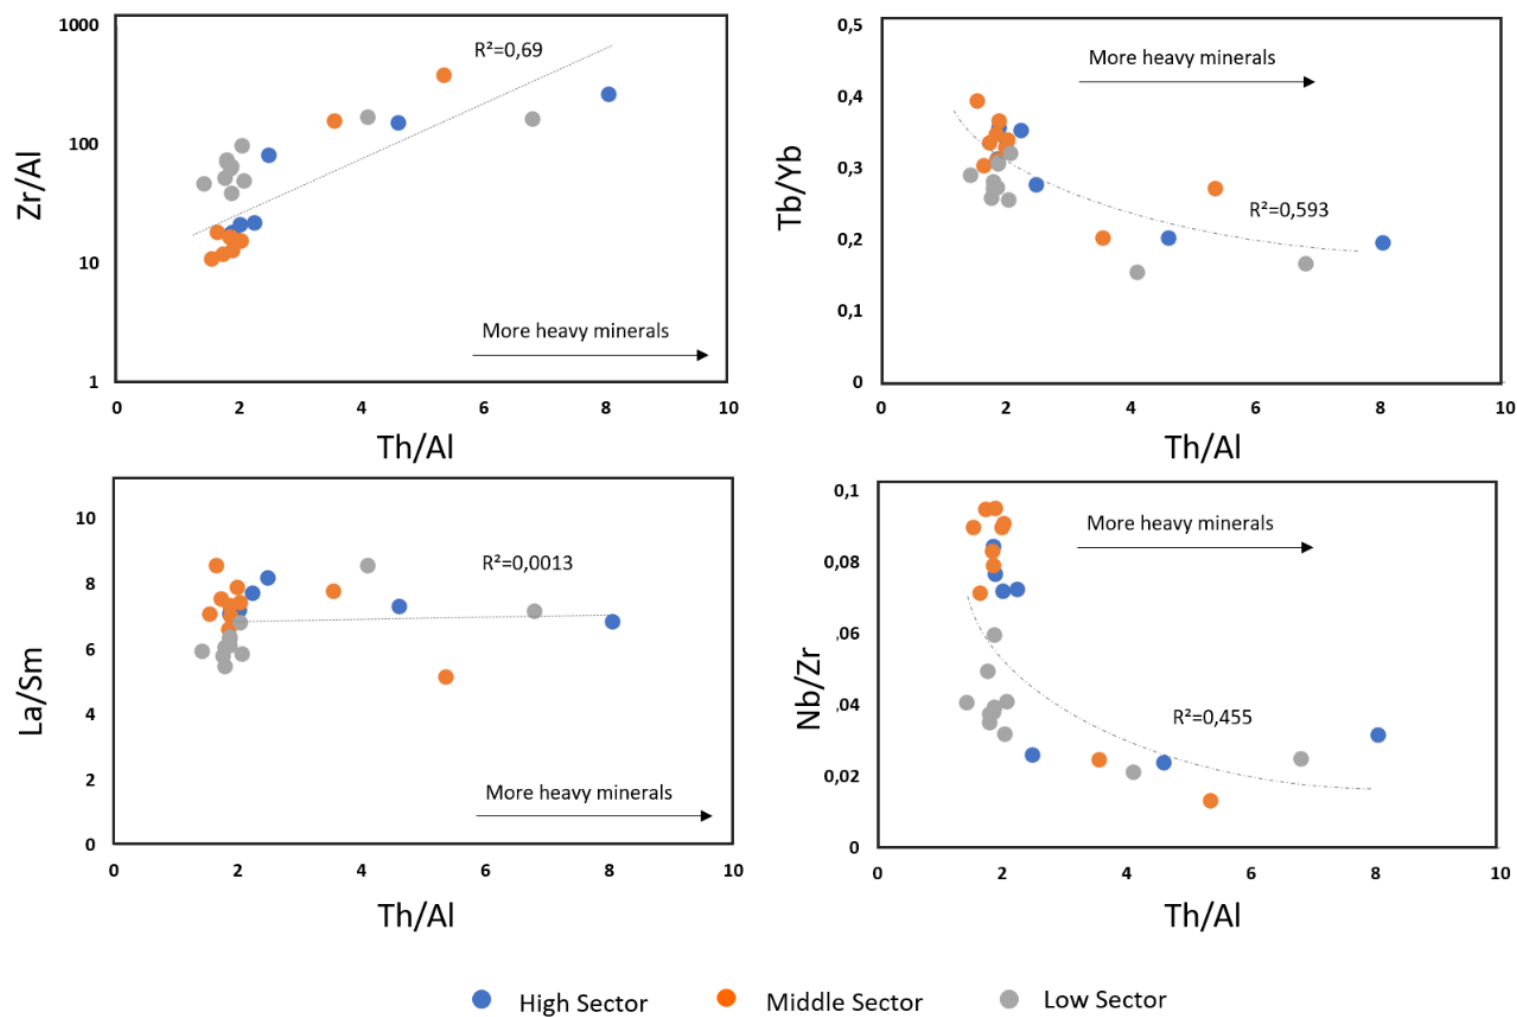 1000
100
10
1
Zr/Al
R²=0,69
More heavy minerals
0 2 4 6 8 10
Th/Al
0,5
0,4
0,3
0,2
0,1
0
Tb/Yb
More heavy minerals
R²=0,593
0 2 4 6 8 10
Th/Al
10
8
6
4
2
0
La/Sm
R²=0,0013
More heavy minerals
0 2 4 6 8 10
Th/Al
0,1
0,08
,06
,04
0,02
0
Nb/Zr
More heavy minerals
R²=0,455
0 2 4 6 8 10
Th/Al
High Sector Middle Sector Low Sector